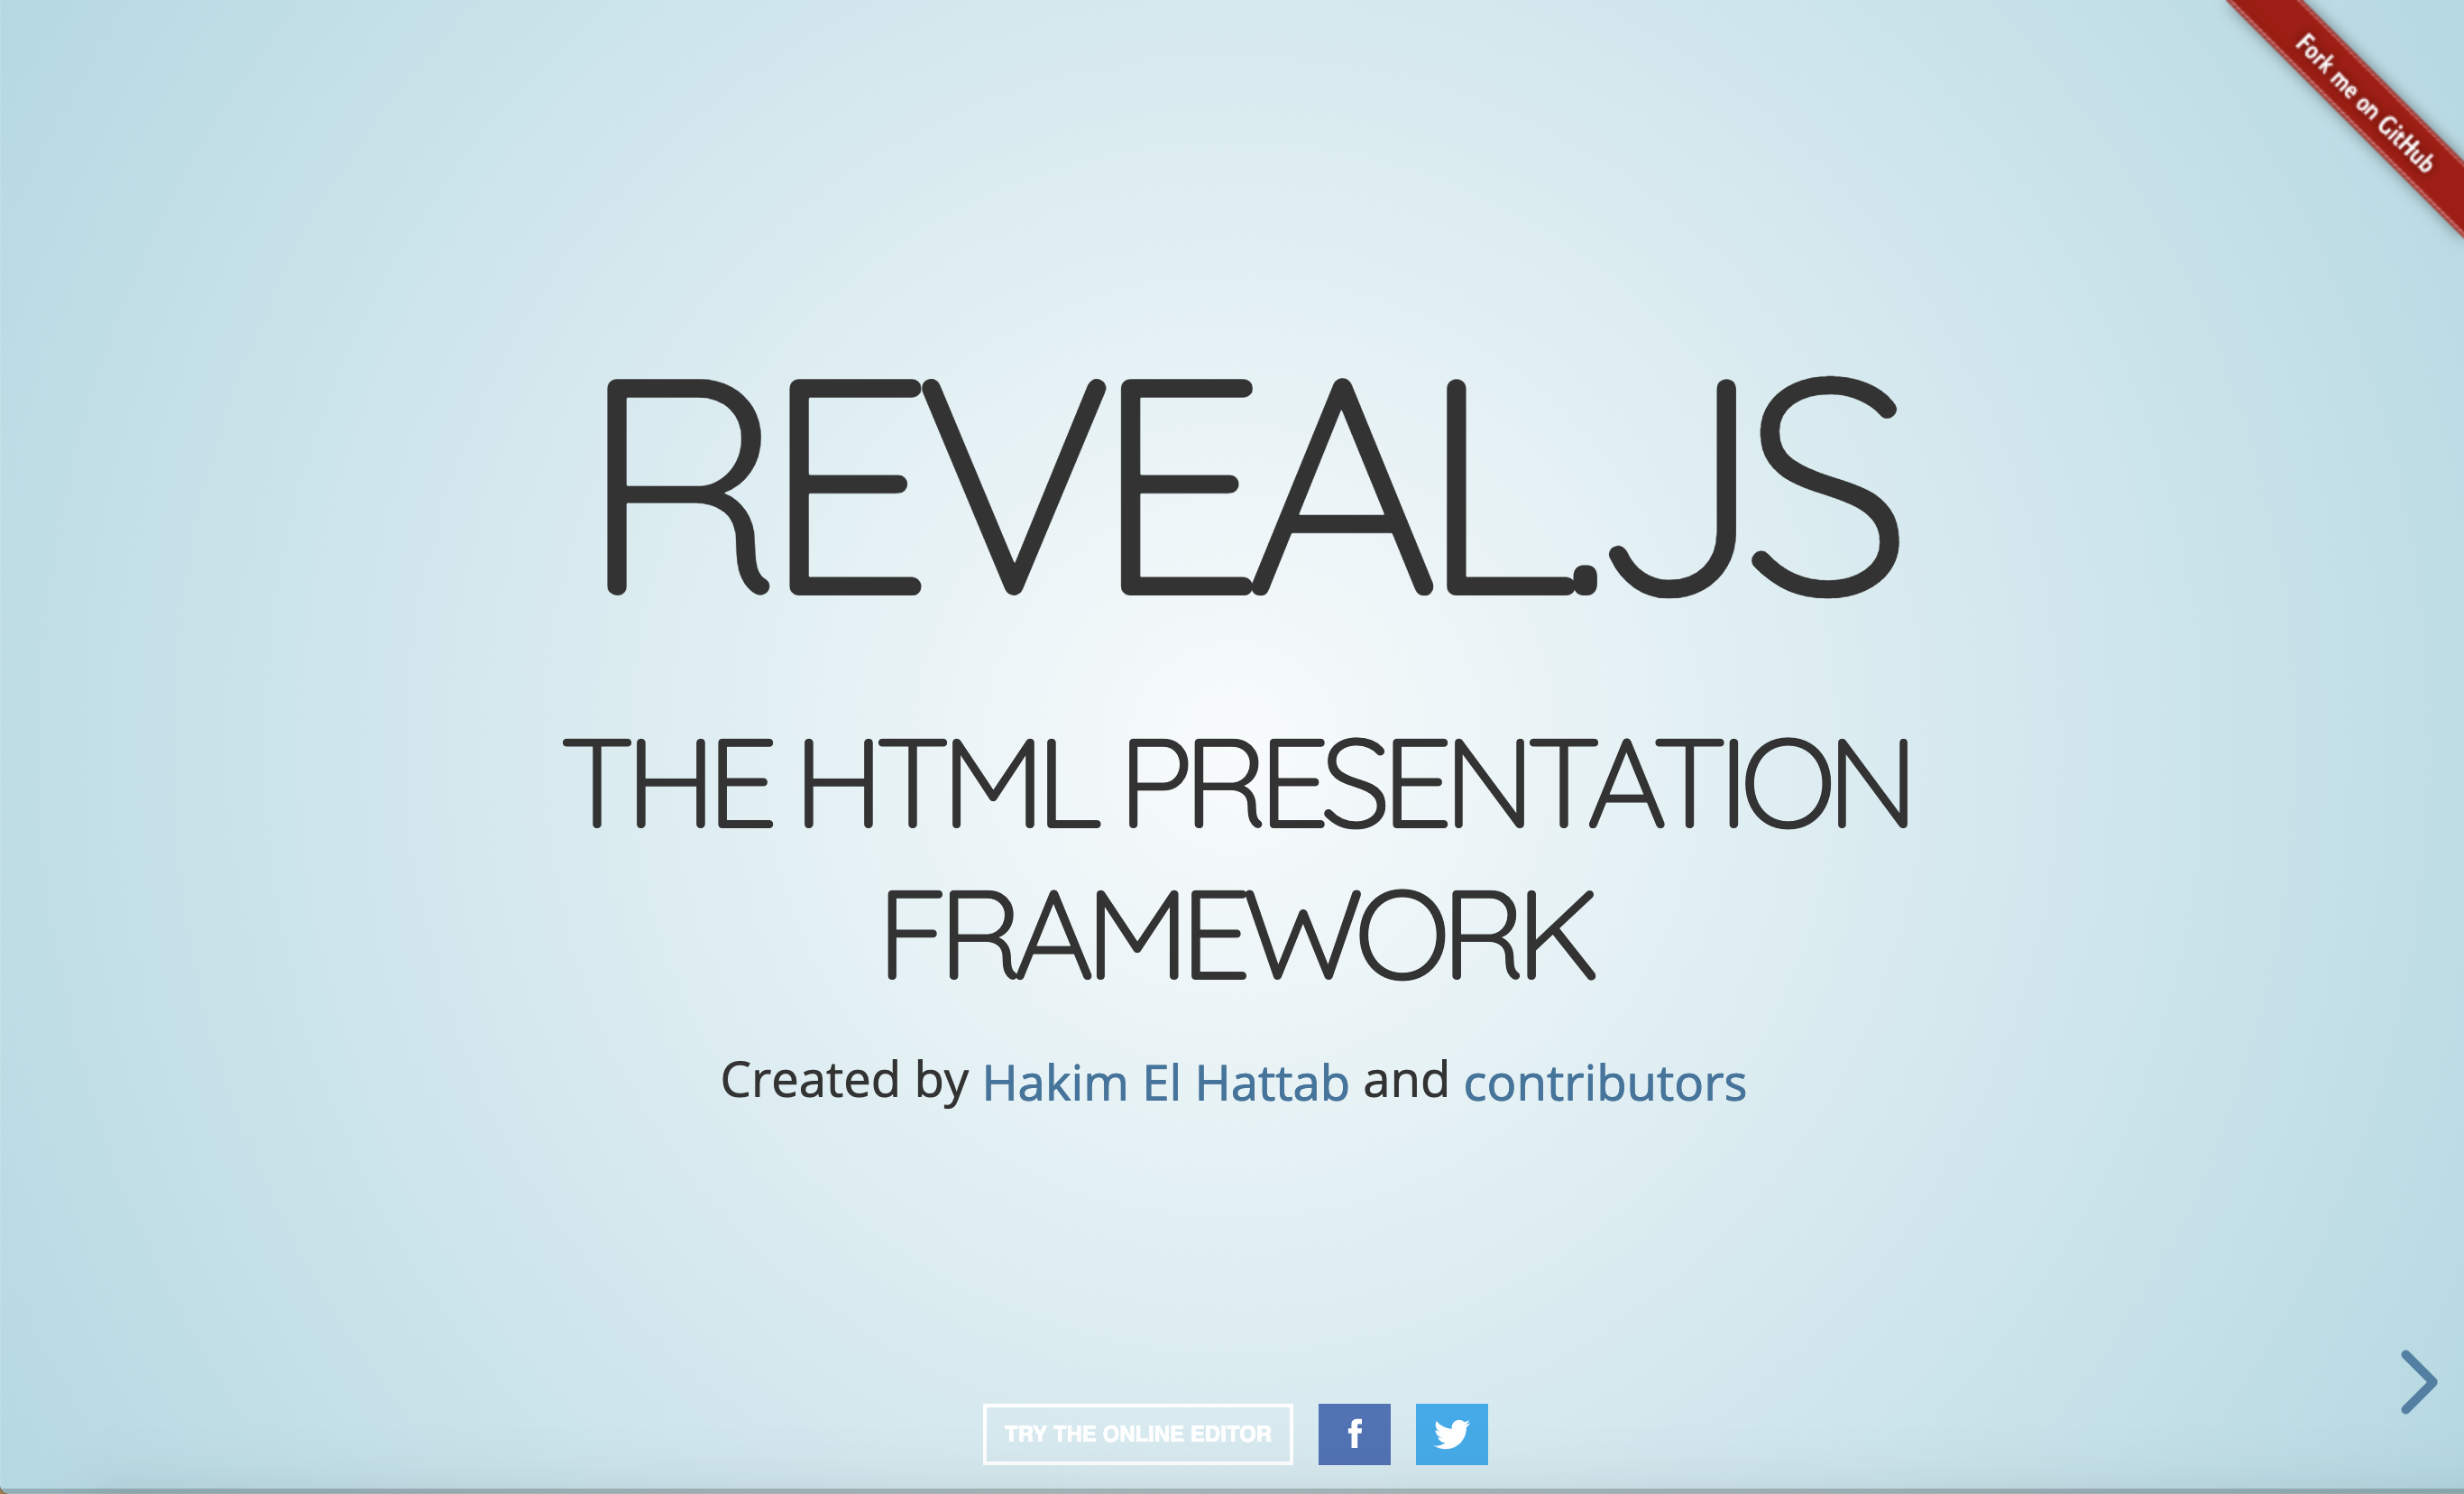 Fork me on GitHub
REVEAL.JS
THE HTML PRESENTATION
FRAMEWORK
Created by Hakim El Hattab and contributors
TRY THE ONLINE EDITOR